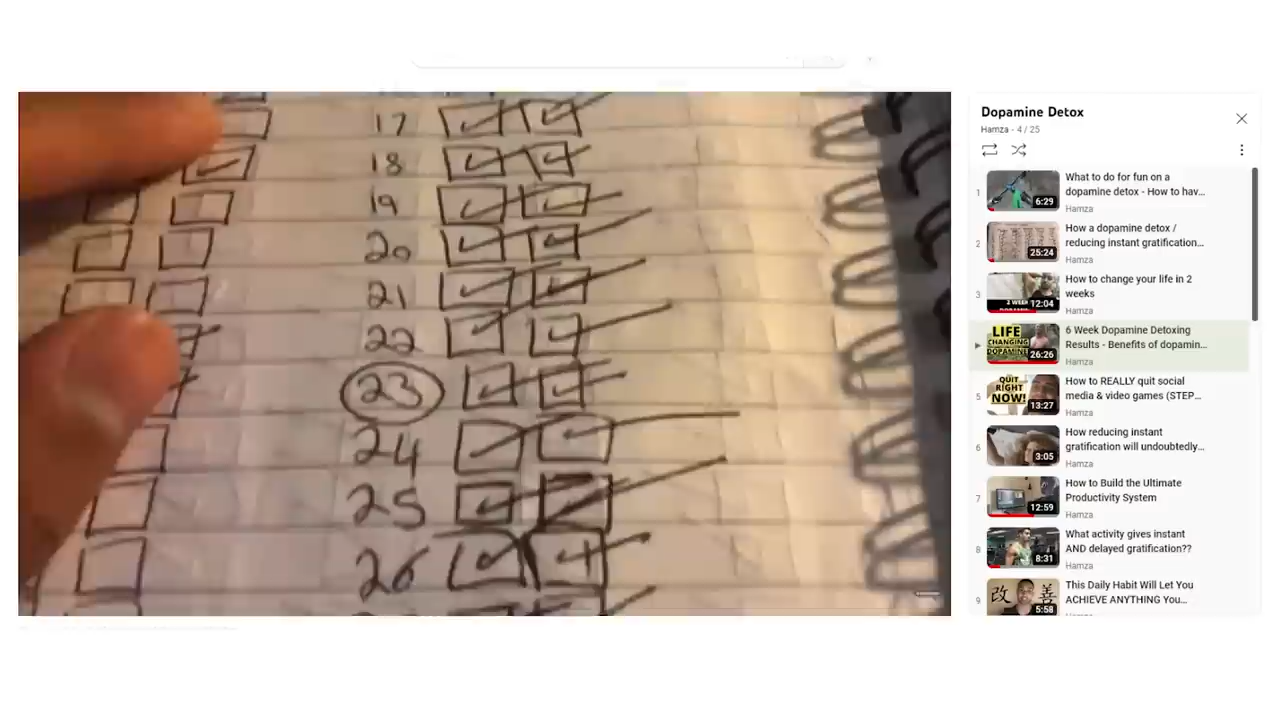 17
18
19
20
21
22
23
24
25
26
Dopamine Detox
Hamza - 4 / 25
1
6:29
What to do for fun on a
dopamine detox - How to hav...
Hamza
2
25:24
How a dopamine detox /
reducing instant gratification...
Hamza
3
2 WEEK
12:04
How to change your life in 2
weeks
Hamza
LIFE
CHANGING
DOPAMINE
26:26
6 Week Dopamine Detoxing
Results - Benefits of dopamin...
Hamza
5
QUIT
RIGHT
NOW!
13:27
How to REALLY quit social
media & video games (STEP...
Hamza
6
3:05
How reducing instant
gratification will undoubtedly...
Hamza
7
12:59
How to Build the Ultimate
Productivity System
Hamza
8
8:31
What activity gives instant
AND delayed gratification??
Hamza
9
改 善
5:58
This Daily Habit Will Let You
ACHIEVE ANYTHING You...